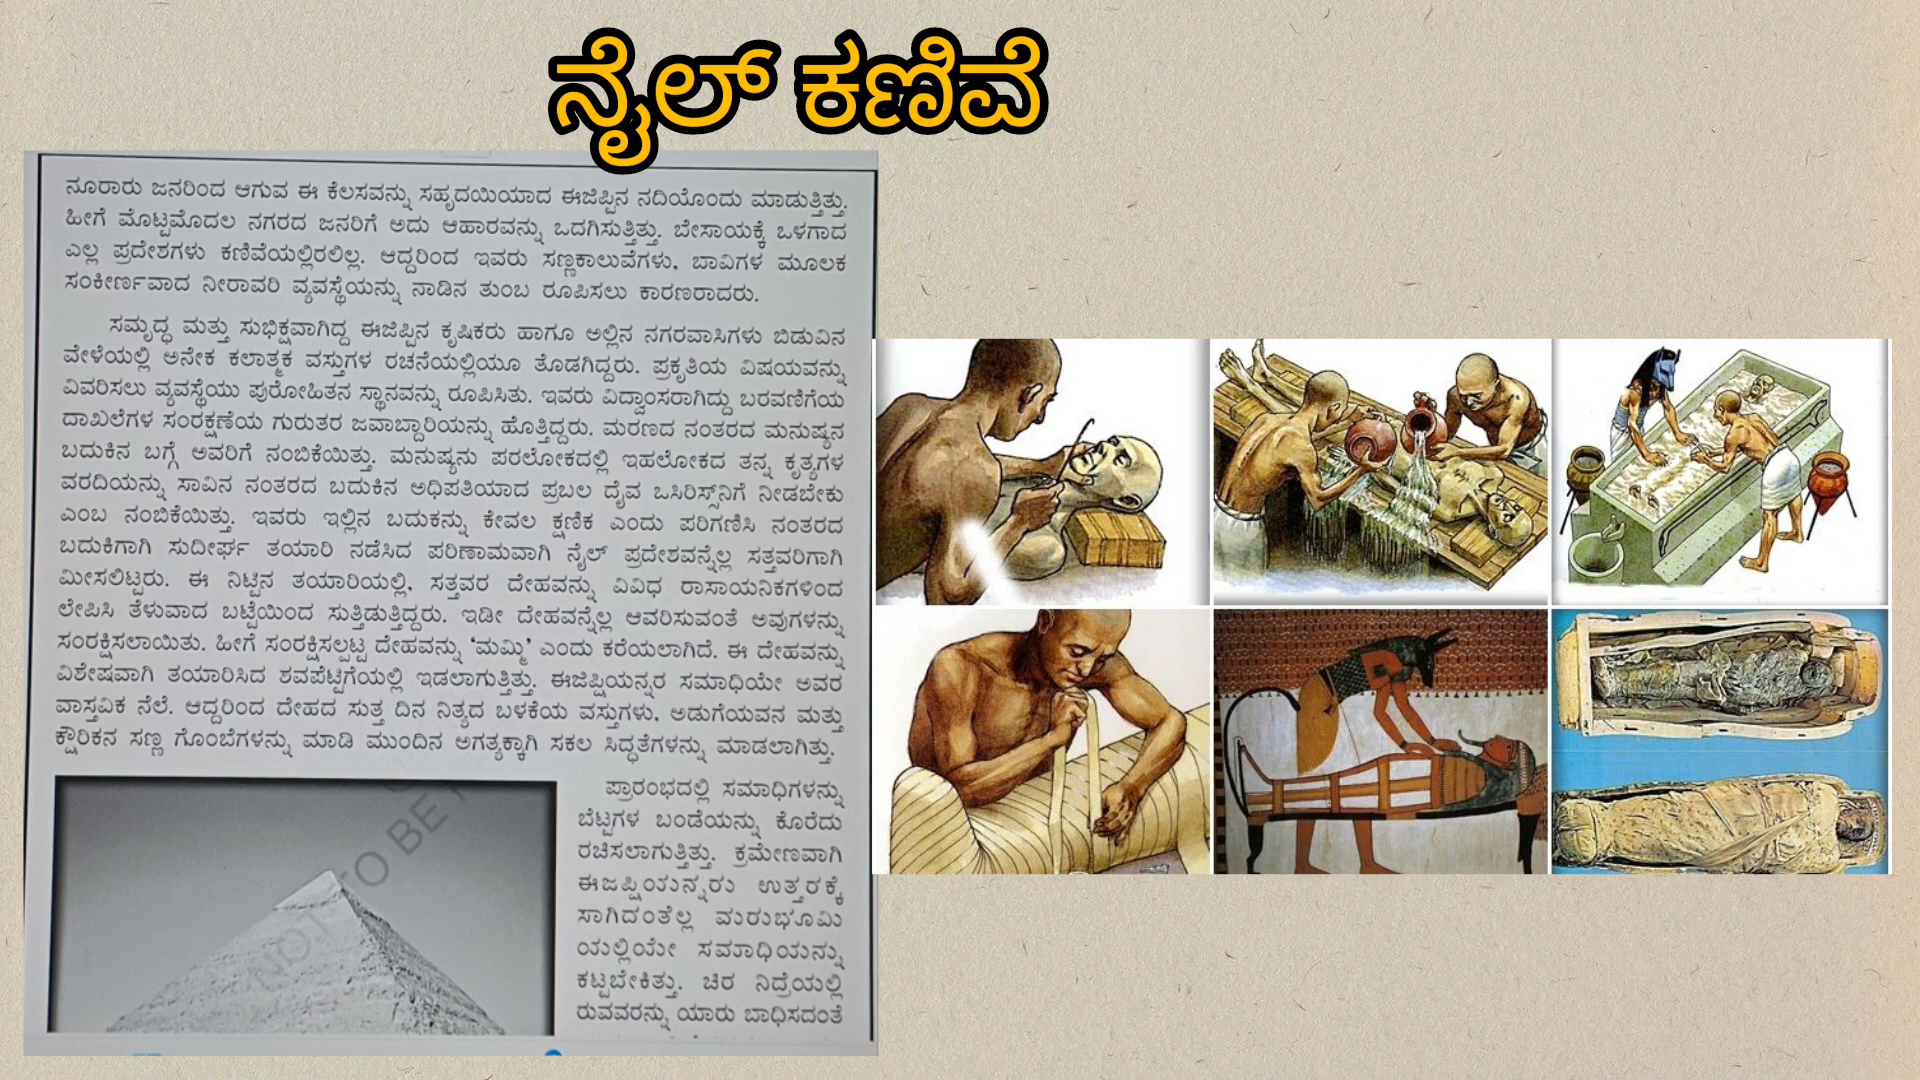 ನೈಲ್ ಕಣಿವೆ
ನೂರಾರು ಜನರಿಂದ ಆಗುವ ಈ ಕೆಲಸವನ್ನು ಸಹೃದಯಿಯಾದ ಈಜಿಪ್ಟಿನ ನದಿಯೊಂದು ಮಾಡುತ್ತಿತ್ತು.
ಹೀಗೆ ಮೊಟ್ಟಮೊದಲ ನಗರದ ಜನರಿಗೆ ಅದು ಆಹಾರವನ್ನು ಒದಗಿಸುತ್ತಿತ್ತು. ಬೇಸಾಯಕ್ಕೆ ಒಳಗಾದ
ಎಲ್ಲ ಪ್ರದೇಶಗಳು ಕಣಿವೆಯಲ್ಲಿರಲಿಲ್ಲ. ಆದ್ದರಿಂದ ಇವರು ಸಣ್ಣಕಾಲುವೆಗಳು, ಬಾವಿಗಳ ಮೂಲಕ
ಸಂಕೀರ್ಣವಾದ ನೀರಾವರಿ ವ್ಯವಸ್ಥೆಯನ್ನು ನಾಡಿನ ತುಂಬ ರೂಪಿಸಲು ಕಾರಣರಾದರು.
ಸಮೃದ್ಧ ಮತ್ತು ಸುಭಿಕ್ಷವಾಗಿದ್ದ ಈಜಿಪ್ಟಿನ ಕೃಷಿಕರು ಹಾಗೂ ಅಲ್ಲಿನ ನಗರವಾಸಿಗಳು ಬಿಡುವಿನ
ವೇಳೆಯಲ್ಲಿ ಅನೇಕ ಕಲಾತ್ಮಕ ವಸ್ತುಗಳ ರಚನೆಯಲ್ಲಿಯೂ ತೊಡಗಿದ್ದರು. ಪ್ರಕೃತಿಯ ವಿಷಯವನ್ನು
ವಿವರಿಸಲು ವ್ಯವಸ್ಥೆಯು ಪುರೋಹಿತನ ಸ್ಥಾನವನ್ನು ರೂಪಿಸಿತು. ಇವರು ವಿದ್ವಾಂಸರಾಗಿದ್ದು ಬರವಣಿಗೆಯ
ದಾಖಲೆಗಳ ಸಂರಕ್ಷಣೆಯ ಗುರುತರ ಜವಾಬ್ದಾರಿಯನ್ನು ಹೊತ್ತಿದ್ದರು. ಮರಣದ ನಂತರದ ಮನುಷ್ಯನ
ಬದುಕಿನ ಬಗ್ಗೆ ಅವರಿಗೆ ನಂಬಿಕೆಯಿತ್ತು. ಮನುಷ್ಯನು ಪರಲೋಕದಲ್ಲಿ ಇಹಲೋಕದ ತನ್ನ ಕೃತ್ಯಗಳ
ವರದಿಯನ್ನು ಸಾವಿನ ನಂತರದ ಬದುಕಿನ ಅಧಿಪತಿಯಾದ ಪ್ರಬಲ ದೈವ ಒಸಿರಿಸ್ಸ್‌ನಿಗೆ ನೀಡಬೇಕು
ಎಂಬ ನಂಬಿಕೆಯಿತ್ತು. ಇವರು ಇಲ್ಲಿನ ಬದುಕನ್ನು ಕೇವಲ ಕ್ಷಣಿಕ ಎಂದು ಪರಿಗಣಿಸಿ ನಂತರದ
ಬದುಕಿಗಾಗಿ ಸುದೀರ್ಘ ತಯಾರಿ ನಡೆಸಿದ ಪರಿಣಾಮವಾಗಿ ನೈಲ್ ಪ್ರದೇಶವನ್ನೆಲ್ಲ ಸತ್ತವರಿಗಾಗಿ
ಮೀಸಲಿಟ್ಟರು. ಈ ನಿಟ್ಟಿನ ತಯಾರಿಯಲ್ಲಿ, ಸತ್ತವರ ದೇಹವನ್ನು ವಿವಿಧ ರಾಸಾಯನಿಕಗಳಿಂದ
ಲೇಪಿಸಿ ತೆಳುವಾದ ಬಟ್ಟೆಯಿಂದ ಸುತ್ತಿಡುತ್ತಿದ್ದರು. ಇಡೀ ದೇಹವನ್ನೆಲ್ಲ ಆವರಿಸುವಂತೆ ಅವುಗಳನ್ನು
ಸಂರಕ್ಷಿಸಲಾಯಿತು. ಹೀಗೆ ಸಂರಕ್ಷಿಸಲ್ಪಟ್ಟ ದೇಹವನ್ನು 'ಮಮ್ಮಿ' ಎಂದು ಕರೆಯಲಾಗಿದೆ. ಈ ದೇಹವನ್ನು
ವಿಶೇಷವಾಗಿ ತಯಾರಿಸಿದ ಶವಪೆಟ್ಟಿಗೆಯಲ್ಲಿ ಇಡಲಾಗುತ್ತಿತ್ತು. ಈಜಿಪ್ಷಿಯನ್ನರ ಸಮಾಧಿಯೇ ಅವರ
ವಾಸ್ತವಿಕ ನೆಲೆ. ಆದ್ದರಿಂದ ದೇಹದ ಸುತ್ತ ದಿನ ನಿತ್ಯದ ಬಳಕೆಯ ವಸ್ತುಗಳು, ಅಡುಗೆಯವನ ಮತ್ತು
ಕ್ಷೌರಿಕನ ಸಣ್ಣ ಗೊಂಬೆಗಳನ್ನು ಮಾಡಿ ಮುಂದಿನ ಅಗತ್ಯಕ್ಕಾಗಿ ಸಕಲ ಸಿದ್ಧತೆಗಳನ್ನು ಮಾಡಲಾಗಿತ್ತು.
ಪ್ರಾರಂಭದಲ್ಲಿ ಸಮಾಧಿಗಳನ್ನು
ಬೆಟ್ಟಗಳ ಬಂಡೆಯನ್ನು ಕೊರೆದು
ರಚಿಸಲಾಗುತ್ತಿತ್ತು. ಕ್ರಮೇಣವಾಗಿ
ಈಜಪ್ಷಿಯನ್ನರು ಉತ್ತರಕ್ಕೆ
ಸಾಗಿದಂತೆಲ್ಲ ಮರುಭೂಮಿ
ಯಲ್ಲಿಯೇ ಸಮಾಧಿಯನ್ನು
ಕಟ್ಟಬೇಕಿತ್ತು. ಚಿರ ನಿದ್ರೆಯಲ್ಲಿ
ರುವವರನ್ನು ಯಾರು ಬಾಧಿಸದಂತೆ
NOT TO BE